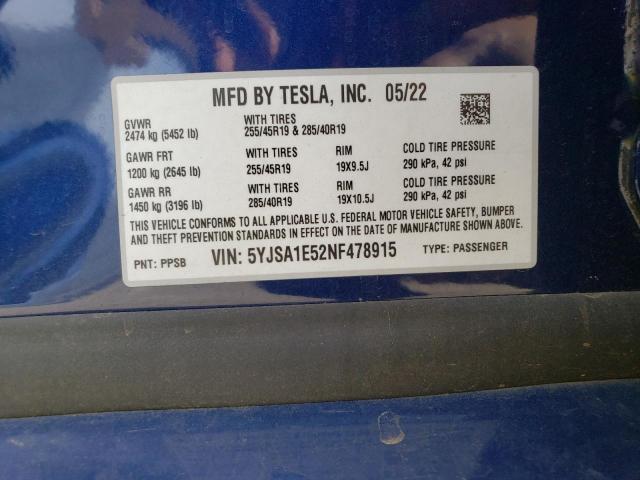 MFD BY TESLA, INC. 05/22
GVWR WITH TIRES
2474 kg (5452 lb) 255/45R19 & 285/40R19
GAWR FRT WITH TIRES RIM COLD TIRE PRESSURE
1200 kg (2645 lb) 255/45R19 19X9.5J 290 kPa, 42 psi
GAWR RR WITH TIRES RIM COLD TIRE PRESSURE
1450 kg (3196 lb) 285/40R19 19X10.5J 290 kPa, 42 psi
THIS VEHICLE CONFORMS TO ALL APPLICABLE U.S. FEDERAL MOTOR VEHICLE SAFETY, BUMPER
AND THEFT PREVENTION STANDARDS IN EFFECT ON THE DATE OF MANUFACTURE SHOWN ABOVE.
PNT: PPSB VIN: 5YJSA1E52NF478915 TYPE: PASSENGER